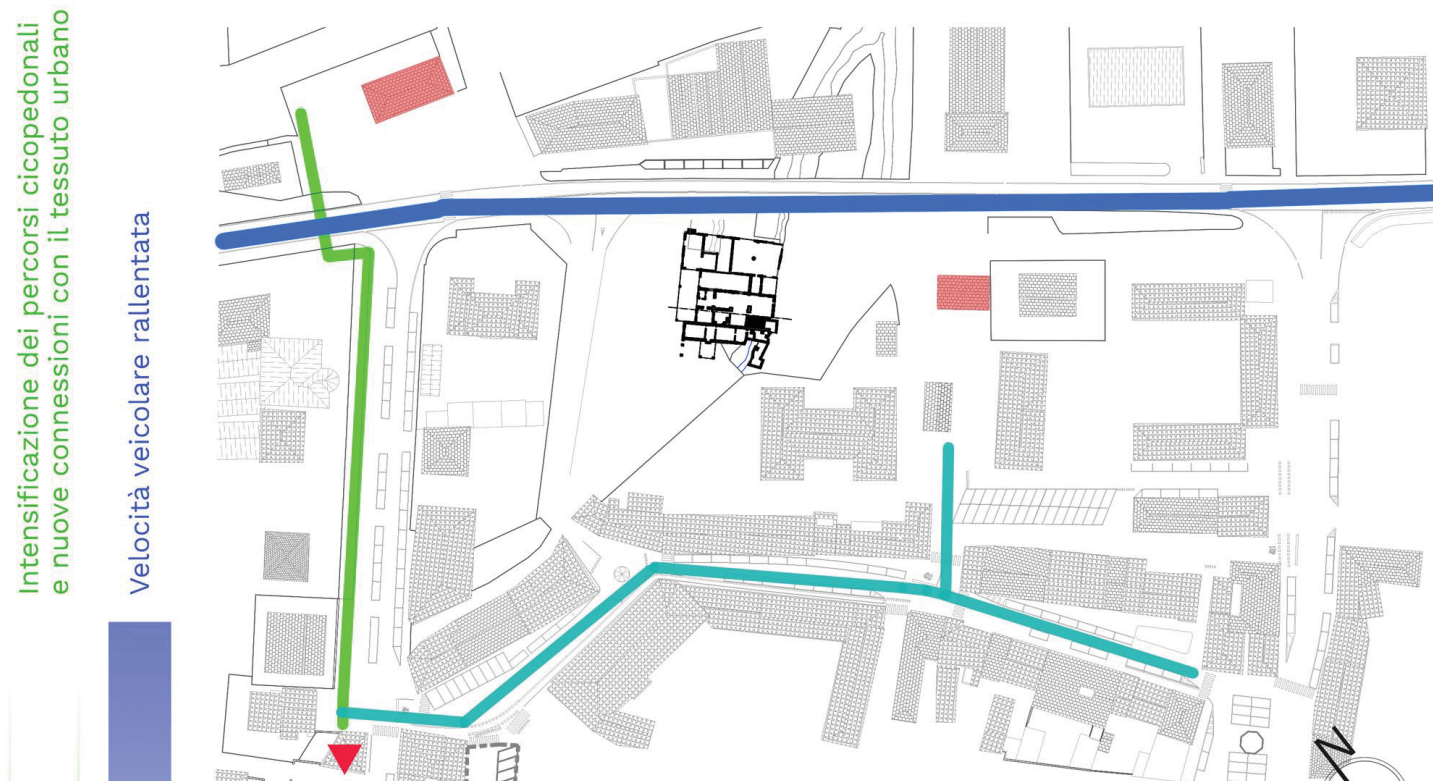 Intensificazione dei percorsi cicopedonali
e nuove connessioni con il tessuto urbano
Velocità veicolare rallentata
N